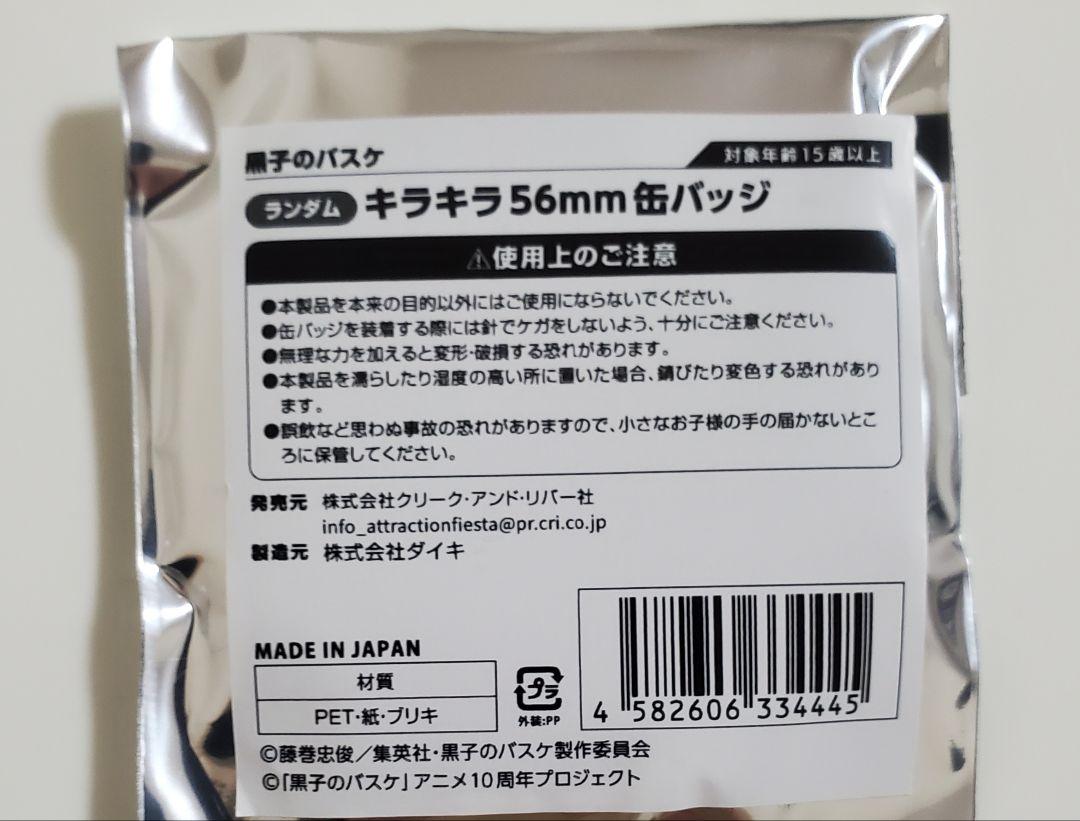 黒子のバスケ
対象年齢15歳以上
ランダム キラキラ56mm缶バッジ
⚠使用上のご注意
●本製品を本来の目的以外にはご使用にならないでください。
●缶バッジを装着する際には針でケガをしないよう、十分にご注意ください。
●無理な力を加えると変形・破損する恐れがあります。
●本製品を濡らしたり湿度の高い所に置いた場合、錆びたり変色する恐れがあり
ます。
●誤飲など思わぬ事故の恐れがありますので、小さなお子様の手の届かないとこ
ろに保管してください。
発売元 株式会社クリーク・アンド・リバー社
info_attractionfiesta@pr.cri.co.jp
製造元 株式会社ダイキ
MADE IN JAPAN
材質
PET・紙・ブリキ
プラ
外装:PP
4 582606 334445
©藤巻忠俊／集英社・黒子のバスケ製作委員会
©「黒子のバスケ」アニメ10周年プロジェクト